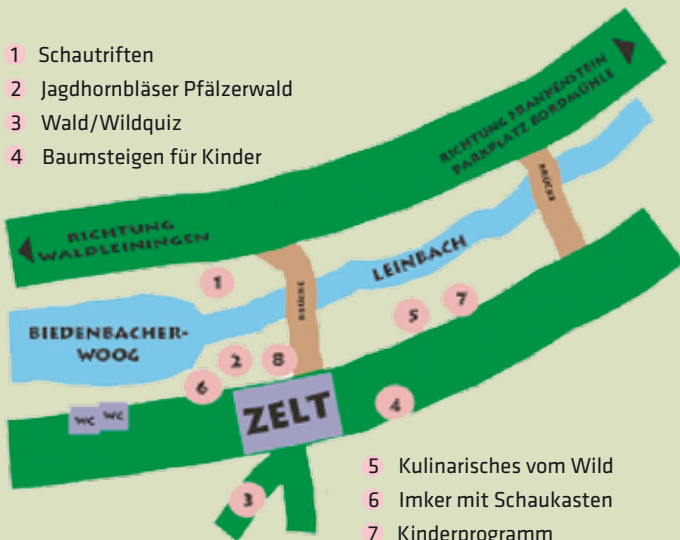 1 Schautriften
2 Jagdhornbläser Pfälzerwald
3 Wald/Wildquiz
4 Baumsteigen für Kinder
RICHTUNG FRANKENSTEIN
PARKPLATZ BORDMÜHLE
BRÜCKE
RICHTUNG
WALDLEININGEN
LEINBACH
1
BRÜCKE
5
7
BIEDENBACHER-
WOOG
2
8
6
WC
WC
ZELT
4
3
5 Kulinarisches vom Wild
6 Imker mit Schaukasten
7 Kinderprogramm